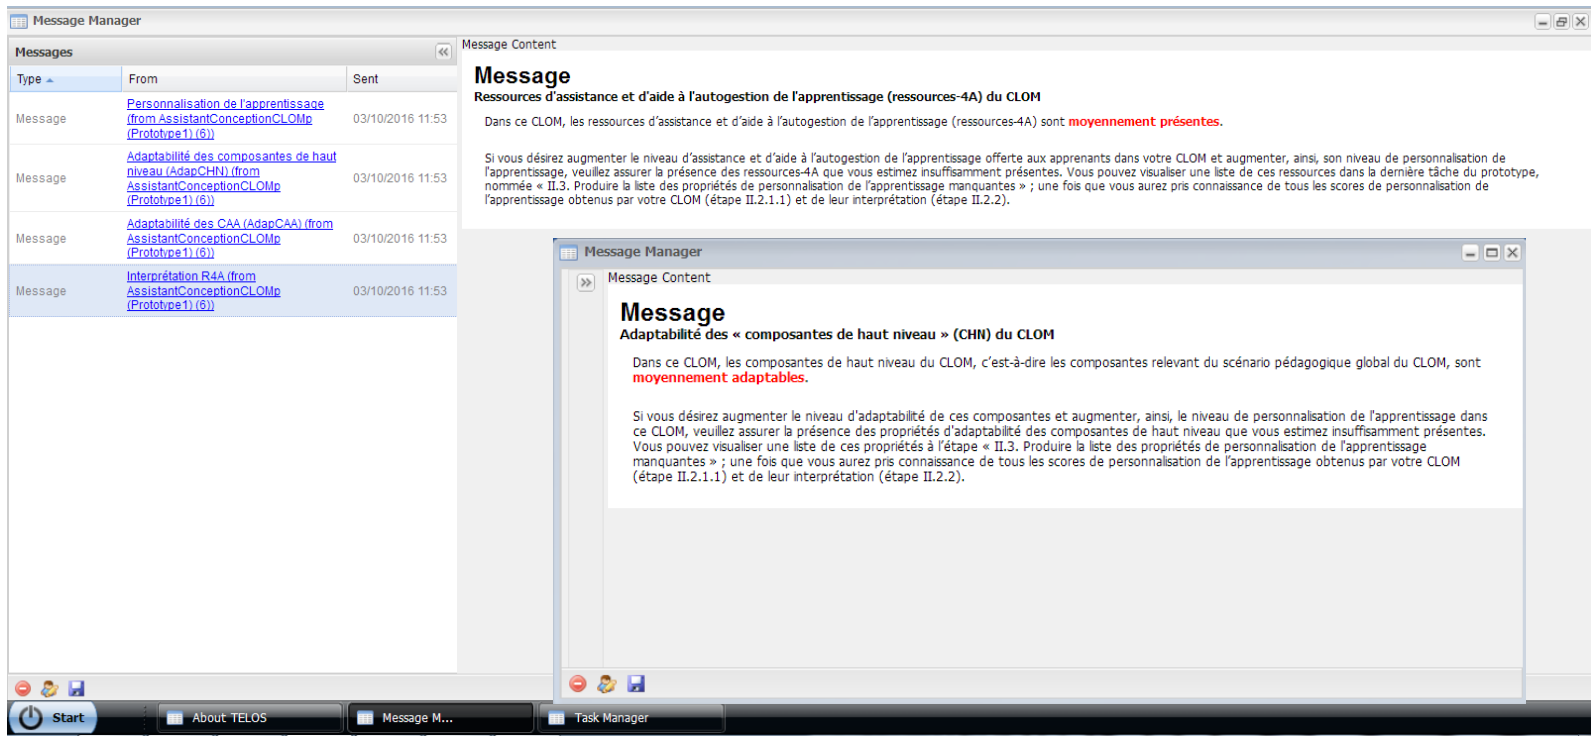 Message Manager
Messages
Type
From
Sent
Message
Personnalisation de l'apprentissage
(from AssistantConceptionCLOMp
(Prototype1) (6))
03/10/2016 11:53
Message
Adaptabilité des composantes de haut
niveau (AdapCHN) (from
AssistantConceptionCLOMp
(Prototype1) (6))
03/10/2016 11:53
Message
Adaptabilité des CAA (AdapCAA) (from
AssistantConceptionCLOMp
(Prototype1) (6))
03/10/2016 11:53
Message
Interprétation R4A (from
AssistantConceptionCLOMp
(Prototype1) (6))
03/10/2016 11:53
Message Content
Message
Ressources d'assistance et d'aide à l'autogestion de l'apprentissage (ressources-4A) du CLOM
Dans ce CLOM, les ressources d'assistance et d'aide à l'autogestion de l'apprentissage (ressources-4A) sont moyennement présentes.
Si vous désirez augmenter le niveau d'assistance et d'aide à l'autogestion de l'apprentissage offerte aux apprenants dans votre CLOM et augmenter, ainsi, son niveau de personnalisation de
l'apprentissage, veuillez assurer la présence des ressources-4A que vous estimez insuffisamment présentes. Vous pouvez visualiser une liste de ces ressources dans la dernière tâche du prototype,
nommée « II.3. Produire la liste des propriétés de personnalisation de l'apprentissage manquantes » ; une fois que vous aurez pris connaissance de tous les scores de personnalisation de
l'apprentissage obtenus par votre CLOM (étape II.2.1.1) et de leur interprétation (étape II.2.2).
Message Manager
Message Content
Message
Adaptabilité des « composantes de haut niveau » (CHN) du CLOM
Dans ce CLOM, les composantes de haut niveau du CLOM, c'est-à-dire les composantes relevant du scénario pédagogique global du CLOM, sont
moyennement adaptables.
Si vous désirez augmenter le niveau d'adaptabilité de ces composantes et augmenter, ainsi, le niveau de personnalisation de l'apprentissage dans
ce CLOM, veuillez assurer la présence des propriétés d'adaptabilité des composantes de haut niveau que vous estimez insuffisamment présentes.
Vous pouvez visualiser une liste de ces propriétés à l'étape « II.3. Produire la liste des propriétés de personnalisation de l'apprentissage
manquantes » ; une fois que vous aurez pris connaissance de tous les scores de personnalisation de l'apprentissage obtenus par votre CLOM
(étape II.2.1.1) et de leur interprétation (étape II.2.2).
Start
About TELOS
Message M...
Task Manager